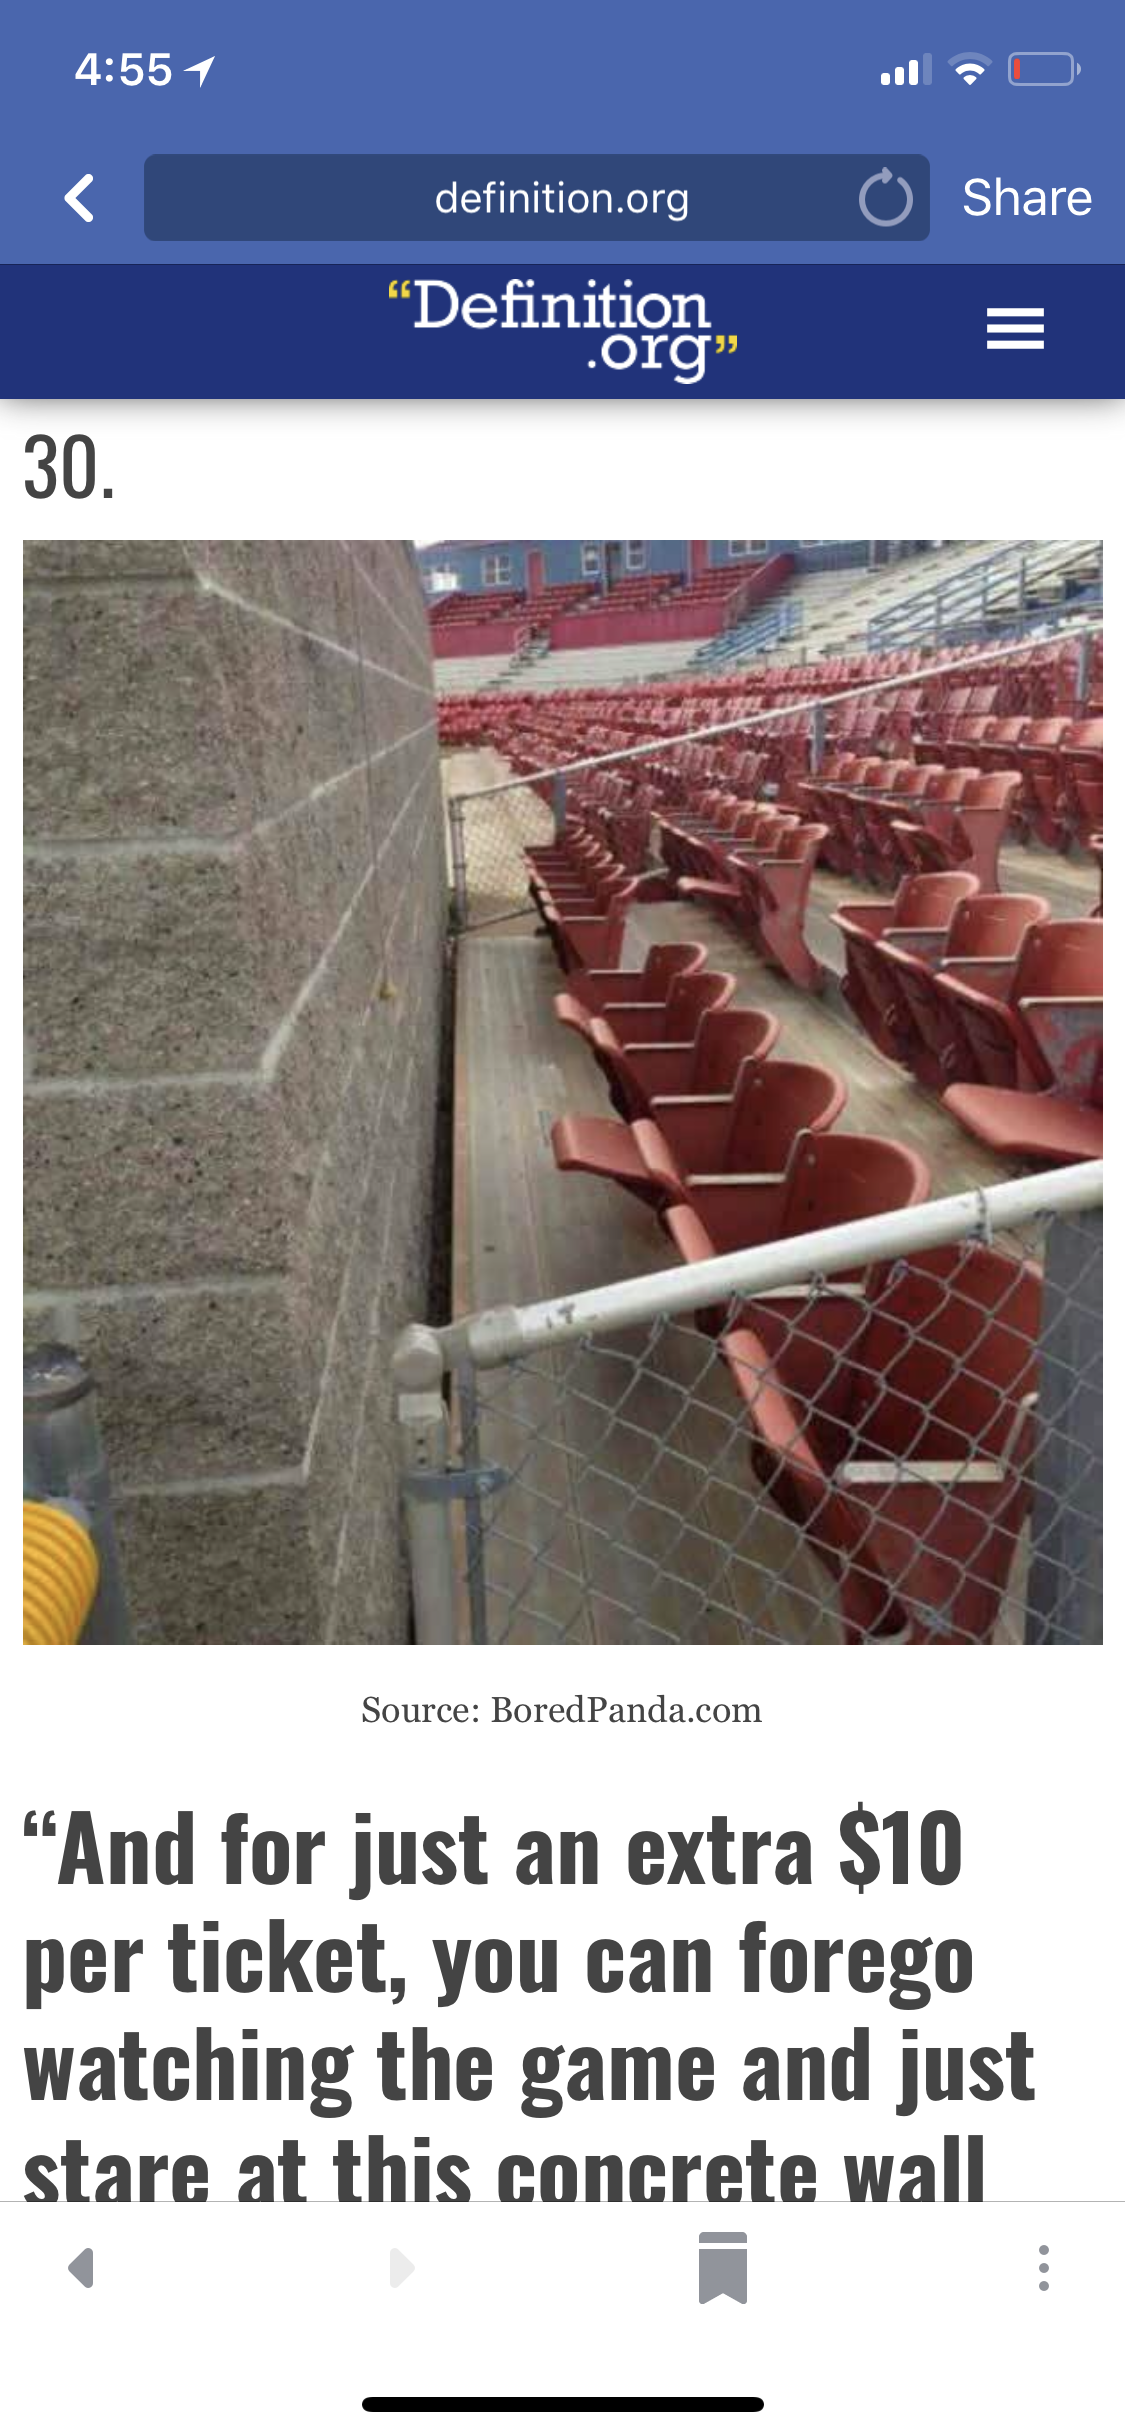 4:55
definition.org
Share
“Definition
.org”
30.
Source: BoredPanda.com
“And for just an extra $10
per ticket, you can forego
watching the game and just
stare at this concrete wall